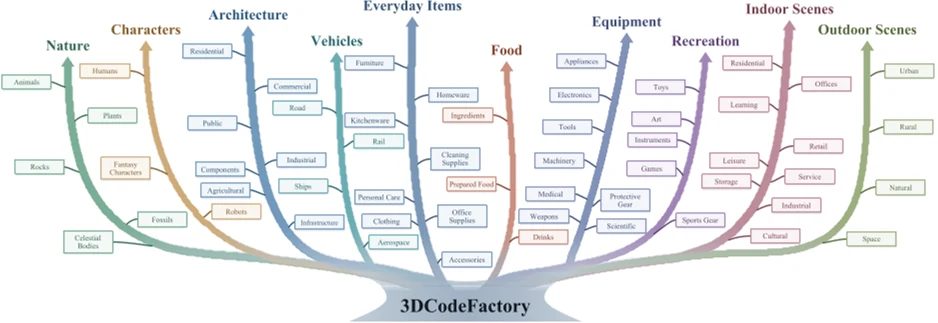 Nature
Animals
Plants
Rocks
Fossils
Celestial
Bodies
Characters
Humans
Fantasy
Characters
Robots
Architecture
Residential
Commercial
Public
Industrial
Components
Agricultural
Infrastructure
Vehicles
Road
Rail
Ships
Aerospace
Everyday Items
Furniture
Homeware
Kitchenware
Cleaning
Supplies
Personal Care
Office
Supplies
Clothing
Accessories
Food
Ingredients
Prepared Food
Drinks
Equipment
Appliances
Electronics
Tools
Machinery
Medical
Protective
Gear
Weapons
Scientific
Recreation
Toys
Art
Instruments
Games
Sports Gear
Indoor Scenes
Residential
Offices
Learning
Retail
Leisure
Service
Storage
Industrial
Cultural
Outdoor Scenes
Urban
Rural
Natural
Space
3DCodeFactory